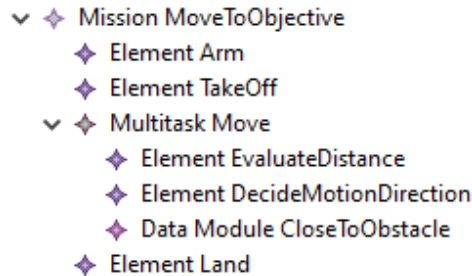 Mission MoveToObjective
Element Arm
Element TakeOff
Multitask Move
Element EvaluateDistance
Element DecideMotionDirection
Data Module CloseToObstacle
Element Land